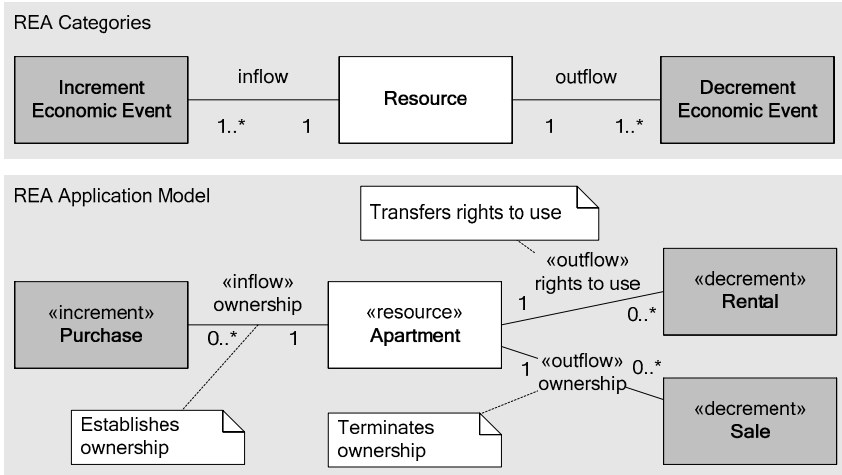 REA Categories
Increment
Economic Event
inflow
1..*
1
Resource
outflow
1
1..*
Decrement
Economic Event
REA Application Model
Transfers rights to use
«increment»
Purchase
«inflow»
ownership
0..*
1
«resource»
Apartment
«outflow»
rights to use
1
0..*
«decrement»
Rental
«outflow»
ownership
1
0..*
«decrement»
Sale
Establishes
ownership
Terminates
ownership